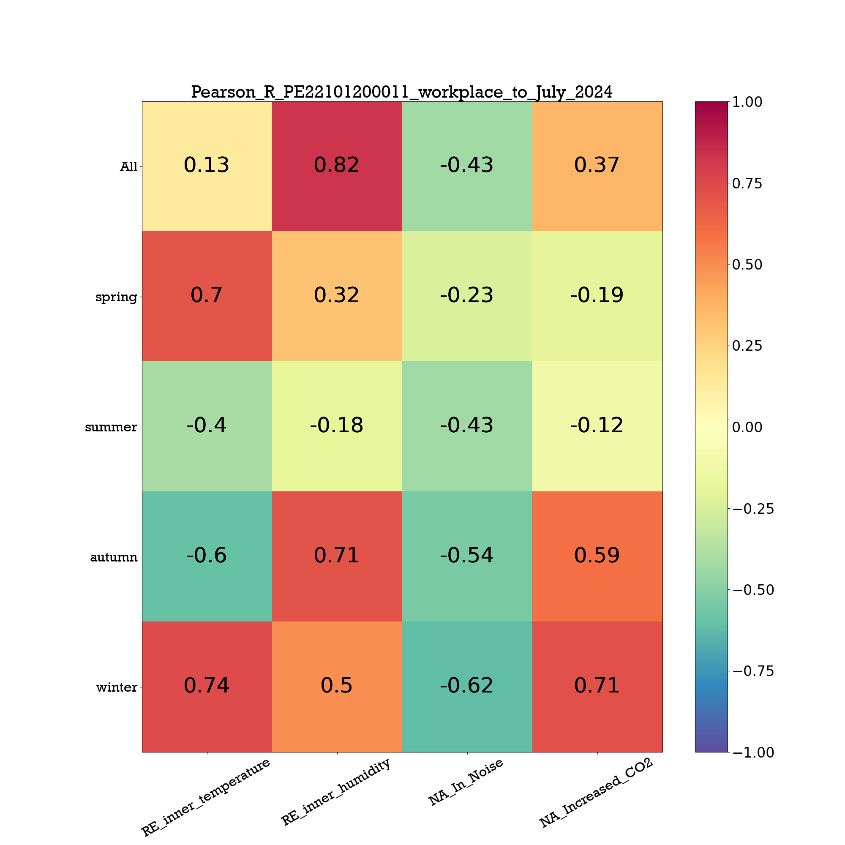 Pearson_R_PE22101200011_workplace_to_July_2024
All 0.13 0.82 -0.43 0.37
spring 0.7 0.32 -0.23 -0.19
summer -0.4 -0.18 -0.43 -0.12
autumn -0.6 0.71 -0.54 0.59
winter 0.74 0.5 -0.62 0.71
RE_inner_temperature RE_inner_humidity NA_In_Noise NA_Increased_CO2
1.00
0.75
0.50
0.25
0.00
−0.25
−0.50
−0.75
−1.00